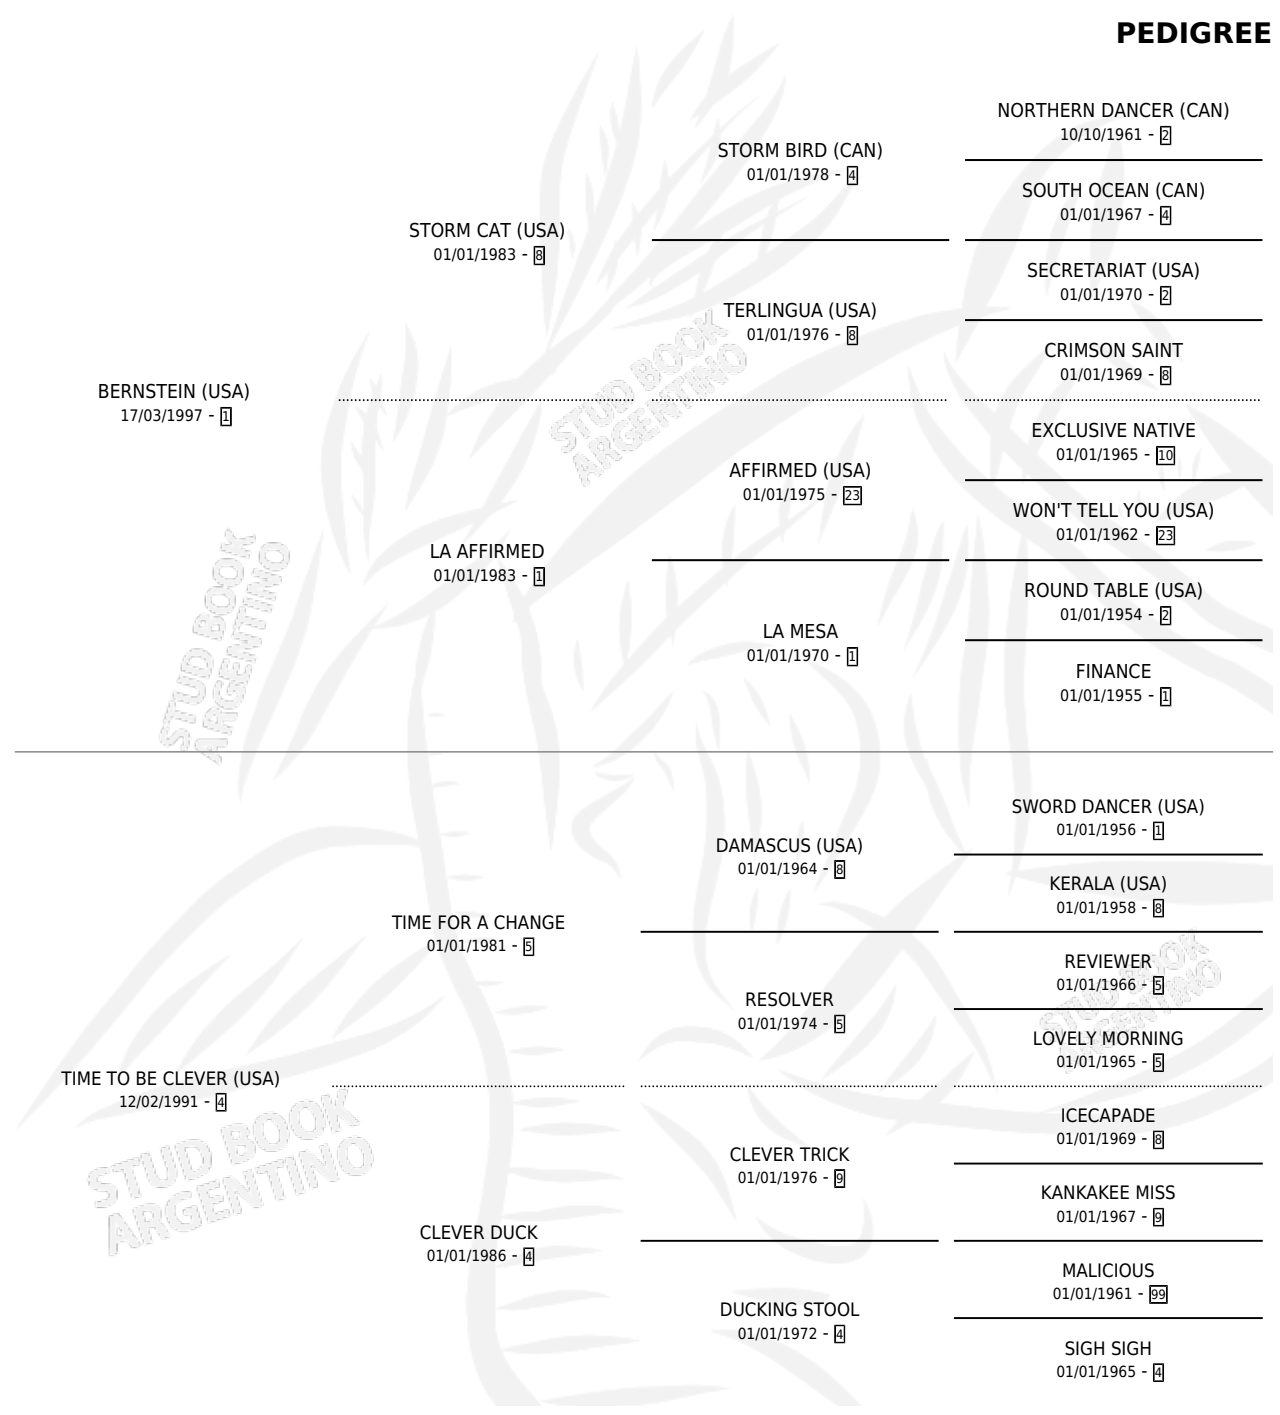 PEDIGREE
NORTHERN DANCER (CAN)
10/10/1961 - 2
STORM BIRD (CAN)
01/01/1978 - 4
SOUTH OCEAN (CAN)
01/01/1967 - 4
STORM CAT (USA)
01/01/1983 - 8
SECRETARIAT (USA)
01/01/1970 - 2
TERLINGUA (USA)
01/01/1976 - 8
CRIMSON SAINT
01/01/1969 - 8
BERNSTEIN (USA)
17/03/1997 - 1
EXCLUSIVE NATIVE
01/01/1965 - 10
AFFIRMED (USA)
01/01/1975 - 23
WON'T TELL YOU (USA)
01/01/1962 - 23
LA AFFIRMED
01/01/1983 - 1
ROUND TABLE (USA)
01/01/1954 - 2
LA MESA
01/01/1970 - 1
FINANCE
01/01/1955 - 1
STUD BOOK
ARGENTINO
STUD BOOK
ARGENTINO
SWORD DANCER (USA)
01/01/1956 - 1
DAMASCUS (USA)
01/01/1964 - 8
KERALA (USA)
01/01/1958 - 8
TIME FOR A CHANGE
01/01/1981 - 5
REVIEWER
01/01/1966 - 5
RESOLVER
01/01/1974 - 5
LOVELY MORNING
01/01/1965 - 5
TIME TO BE CLEVER (USA)
12/02/1991 - 4
ICECAPADE
01/01/1969 - 8
CLEVER TRICK
01/01/1976 - 9
KANKAKEE MISS
01/01/1967 - 9
CLEVER DUCK
01/01/1986 - 4
MALICIOUS
01/01/1961 - 99
DUCKING STOOL
01/01/1972 - 4
SIGH SIGH
01/01/1965 - 4
STUD BOOK
ARGENTINO
STUD BOOK
ARGENTINO